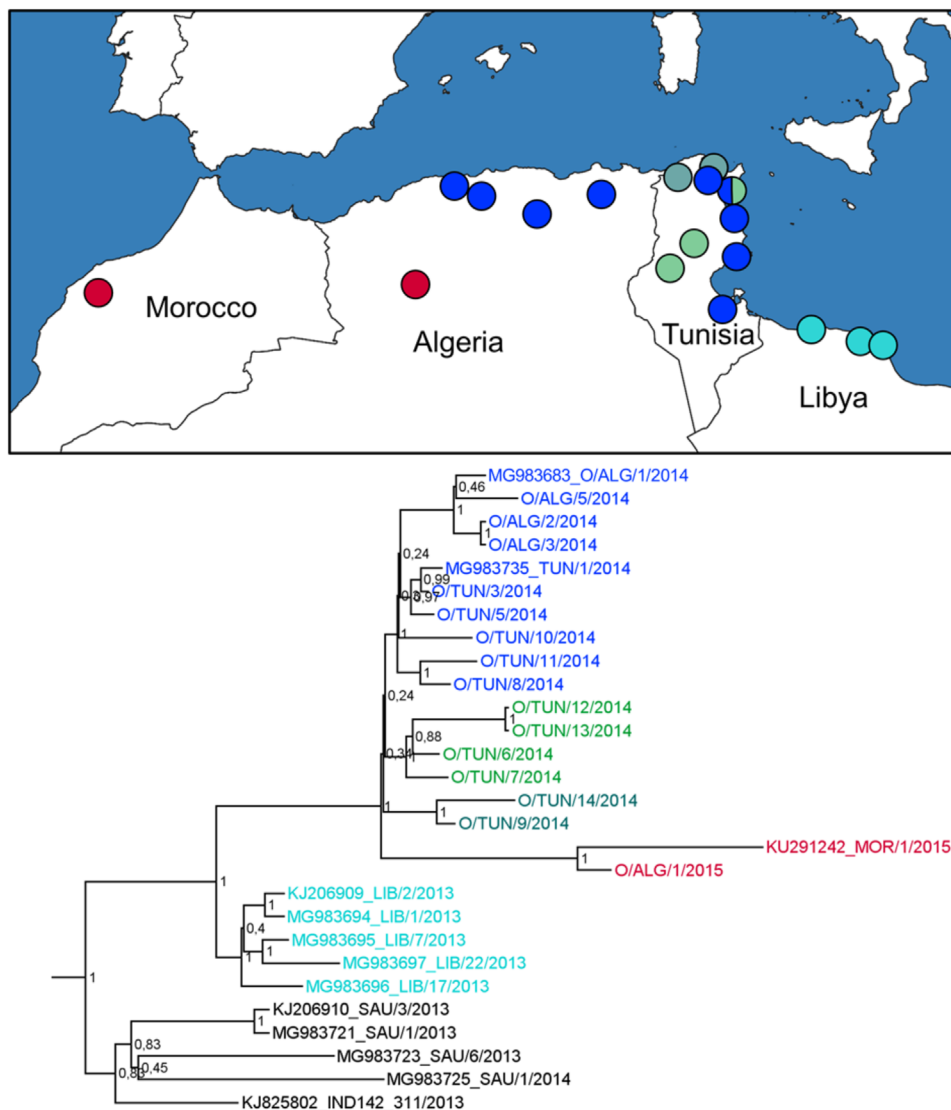 Morocco
Algeria
Tunisia
Libya
MG983683_O/ALG/1/2014
0,46
O/ALG/5/2014
1
O/ALG/2/2014
1
O/ALG/3/2014
0,24
MG983735_TUN/1/2014
0,99
O/TUN/3/2014
0,97
O/TUN/5/2014
1
O/TUN/10/2014
O/TUN/11/2014
1
O/TUN/8/2014
0,24
O/TUN/12/2014
1
O/TUN/13/2014
0,88
0,34
O/TUN/6/2014
O/TUN/7/2014
O/TUN/14/2014
1
1
O/TUN/9/2014
KU291242_MOR/1/2015
1
O/ALG/1/2015
1
KJ206909_LIB/2/2013
1
MG983694_LIB/1/2013
0,4
MG983695_LIB/7/2013
1
1
MG983697_LIB/22/2013
1
MG983696_LIB/17/2013
KJ206910_SAU/3/2013
1
MG983721_SAU/1/2013
0,83
MG983723_SAU/6/2013
0,83
0,45
MG983725_SAU/1/2014
KJ825802_IND142_311/2013